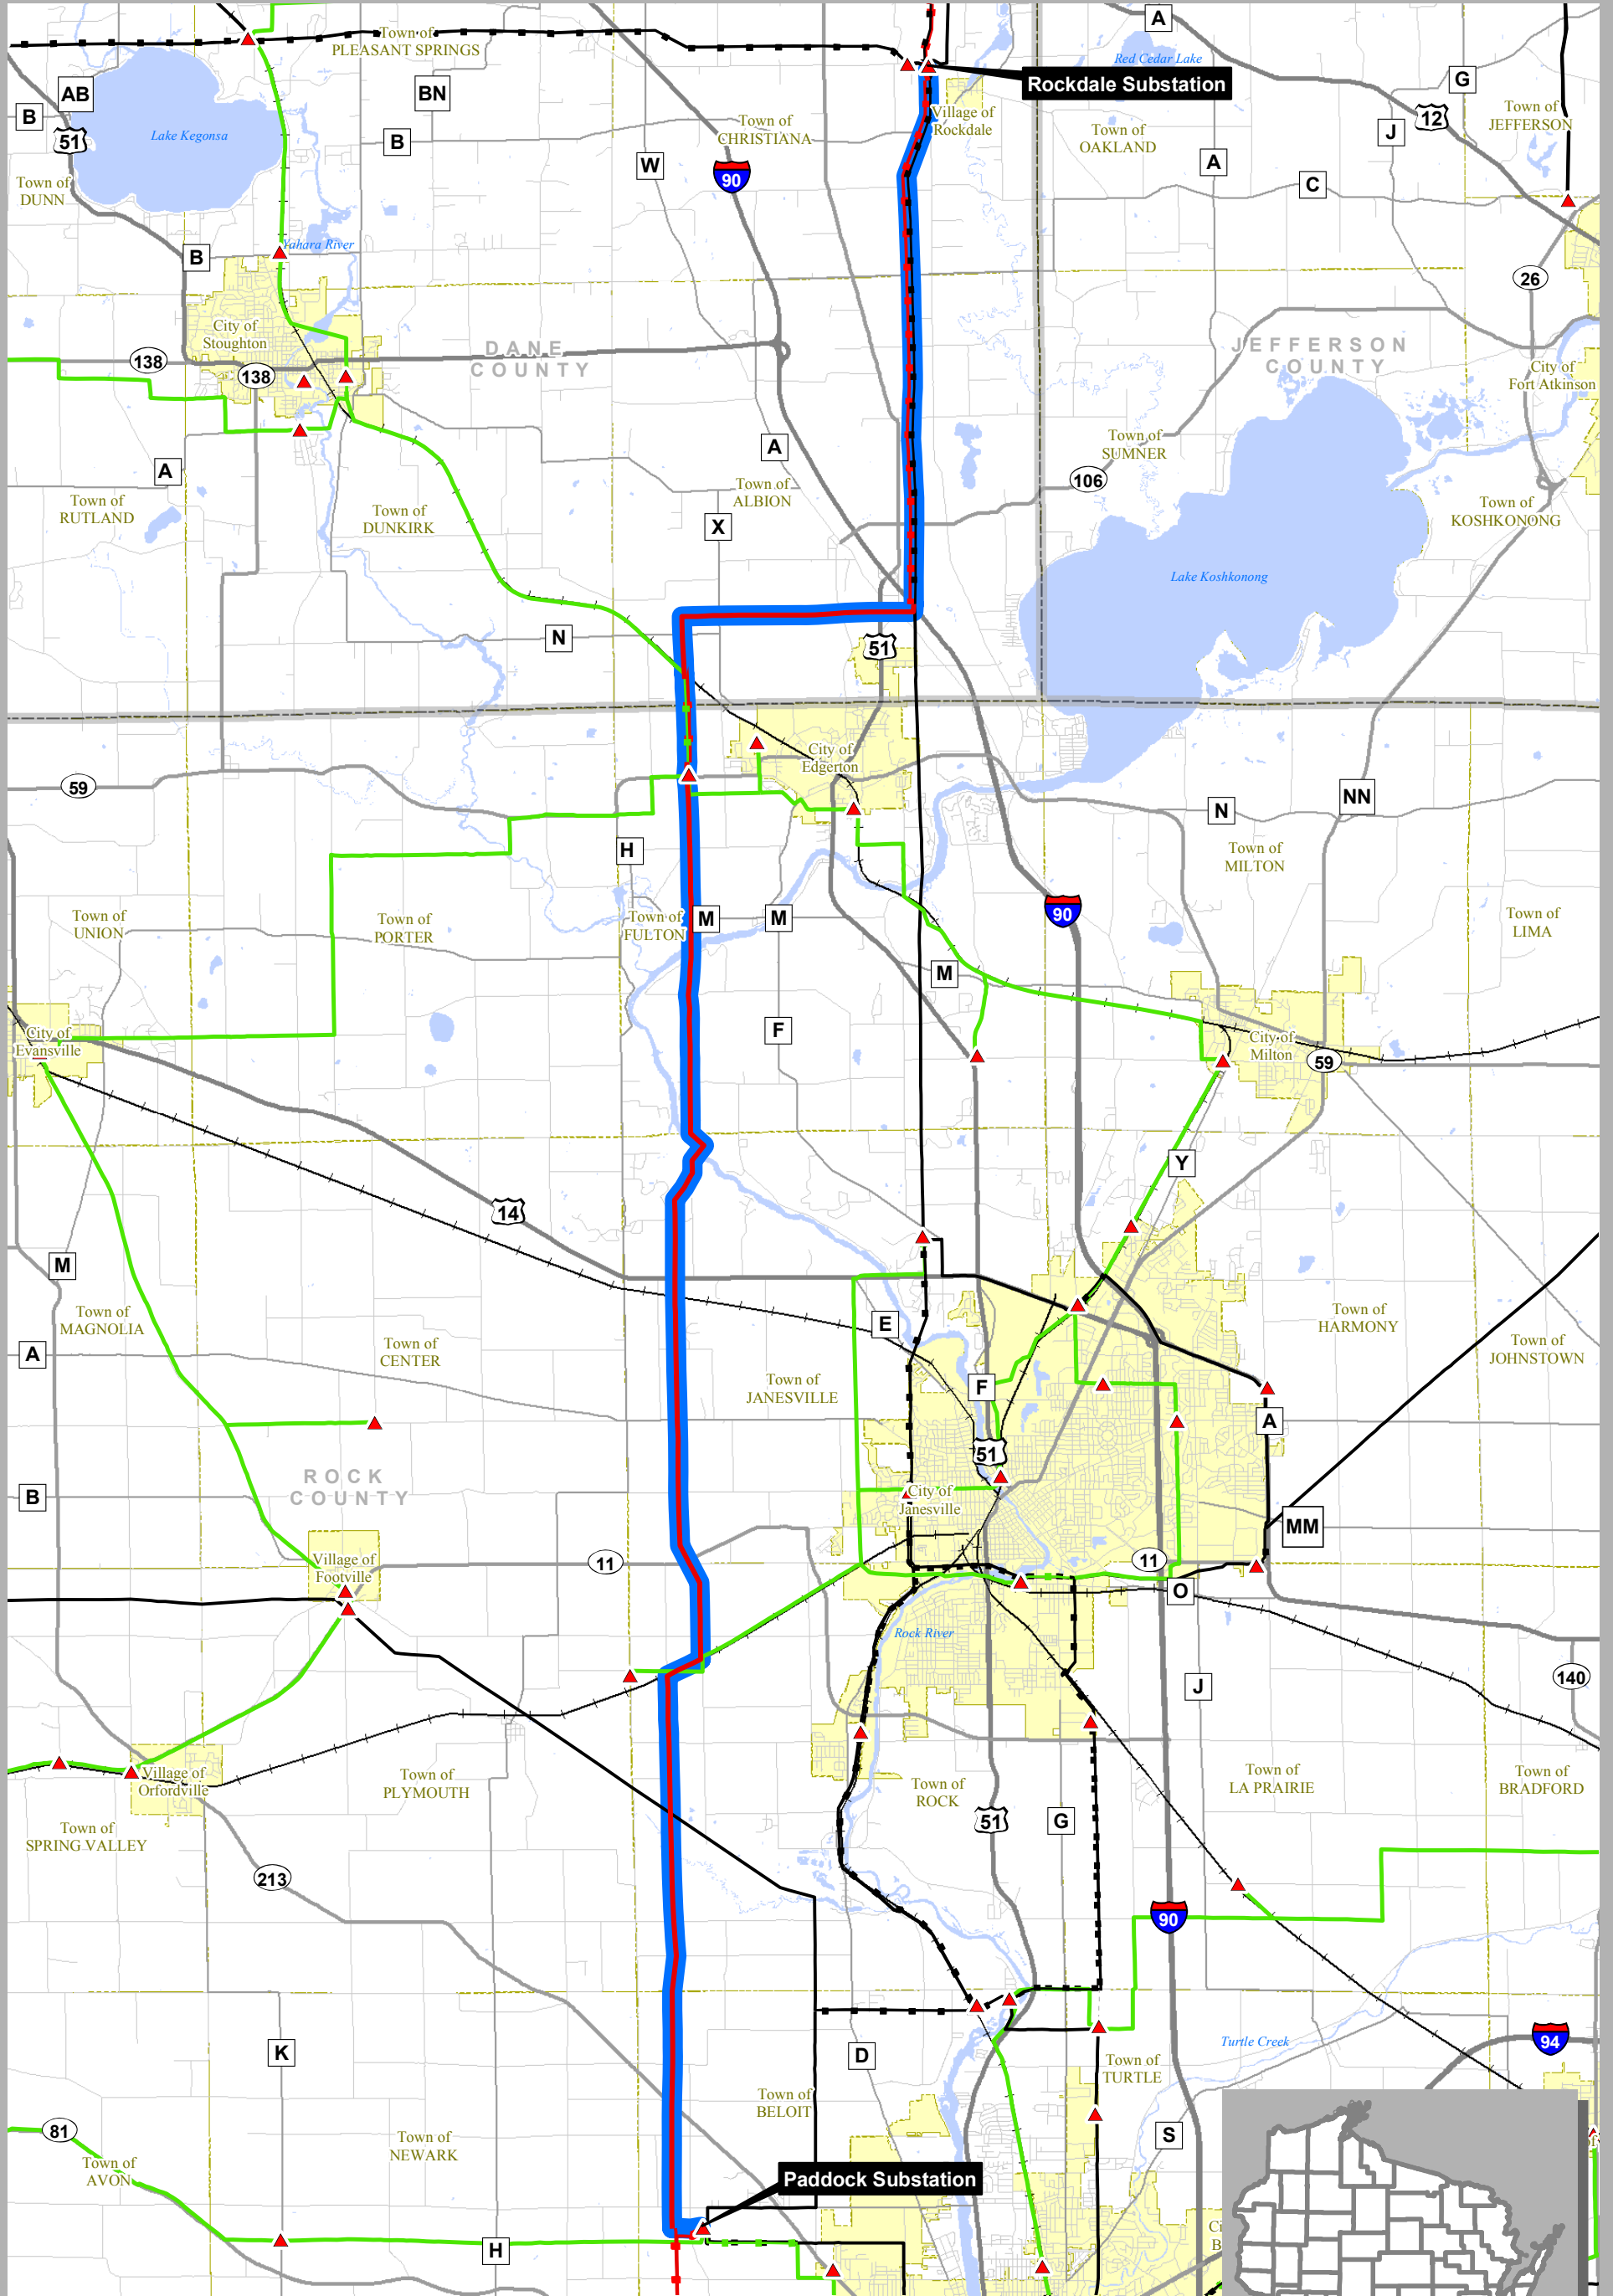 A
Town of
PLEASANT SPRINGS
Red Cedar Lake
Rockdale Substation
G
AB
BN
B
51
Lake Kegonsa
B
Town of
CHRISTIANA
Village of
Rockdale
Town of
OAKLAND
J
12
Town of
JEFFERSON
W
90
A
C
Town of
DUNN
B
Yahara River
26
City of
Stoughton
138
138
DANE
COUNTY
JEFFERSON
COUNTY
City of
Fort Atkinson
A
A
Town of
SUMNER
106
Town of
RUTLAND
Town of
DUNKIRK
Town of
ALBION
X
Town of
KOSHKONONG
Lake Koshkonong
N
51
59
City of
Edgerton
N
NN
H
Town of
MILTON
Town of
UNION
Town of
PORTER
Town of
FULTON
M
M
90
Town of
LIMA
M
F
City of
Evansville
City of
Milton
59
Y
14
M
Town of
MAGNOLIA
E
Town of
HARMONY
A
Town of
CENTER
Town of
JOHNSTOWN
Town of
JANESVILLE
F
A
51
ROCK
COUNTY
B
City of
Janesville
MM
Village of
Footville
11
11
O
Rock River
J
140
Village of
Orfordville
Town of
PLYMOUTH
Town of
ROCK
Town of
LA PRAIRIE
Town of
BRADFORD
Town of
SPRING VALLEY
51
G
213
90
K
D
Turtle Creek
94
Town of
TURTLE
Town of
BELOIT
81
Town of
AVON
Town of
NEWARK
S
Paddock Substation
H